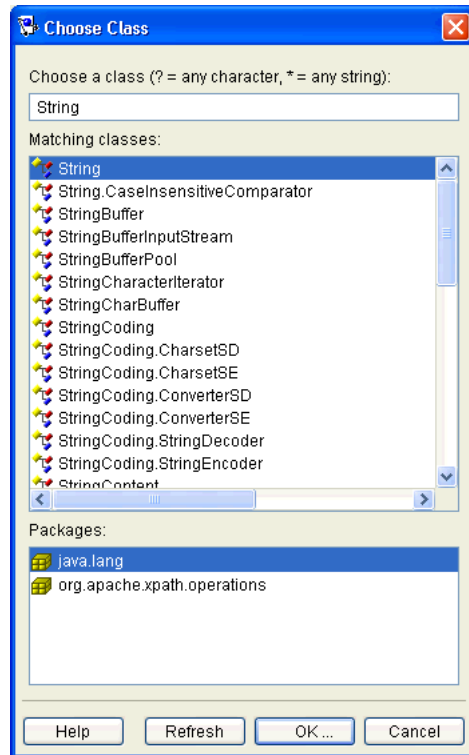 Choose Class
Choose a class (? = any character, * = any string):
String
Matching classes:
String
String.CaseInsensitiveComparator
StringBuffer
StringBufferInputStream
StringBufferPool
StringCharacterIterator
StringCharBuffer
StringCoding
StringCoding.CharsetSD
StringCoding.CharsetSE
StringCoding.ConverterSD
StringCoding.ConverterSE
StringCoding.StringDecoder
StringCoding.StringEncoder
StringContent
Packages:
java.lang
org.apache.xpath.operations
Help Refresh OK ... Cancel